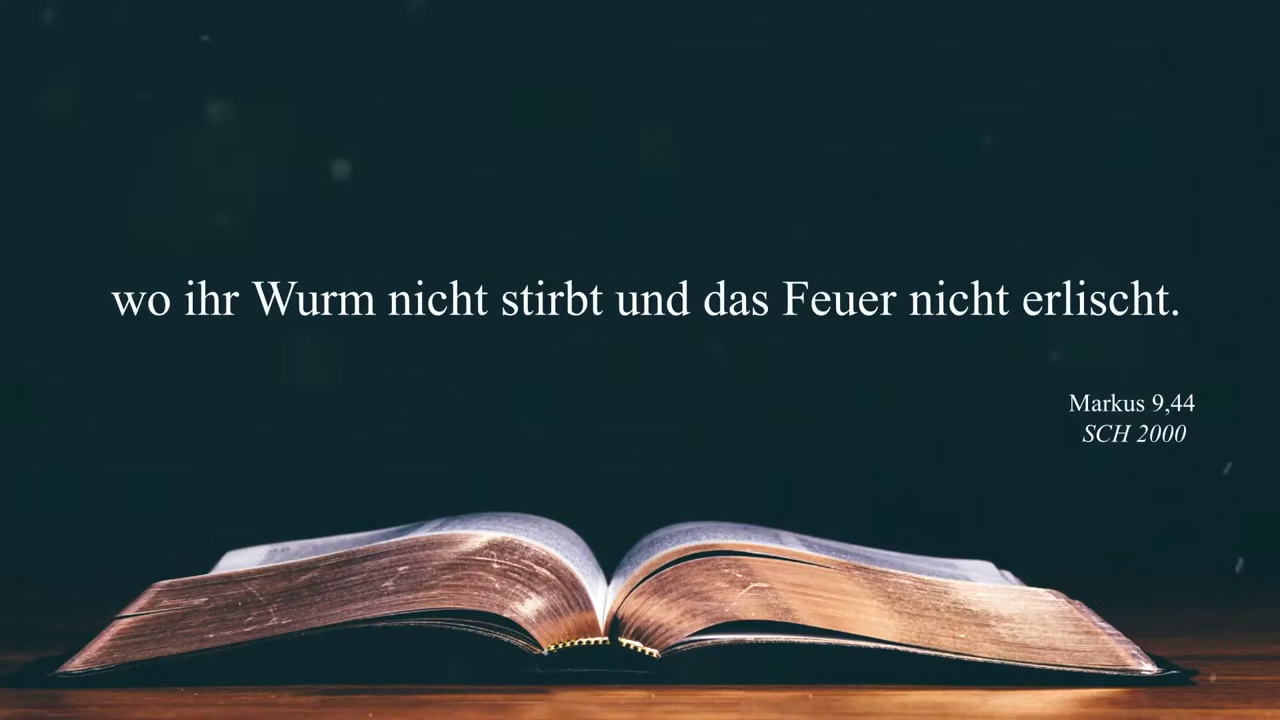 wo ihr Wurm nicht stirbt und das Feuer nicht erlischt.
Markus 9,44
SCH 2000